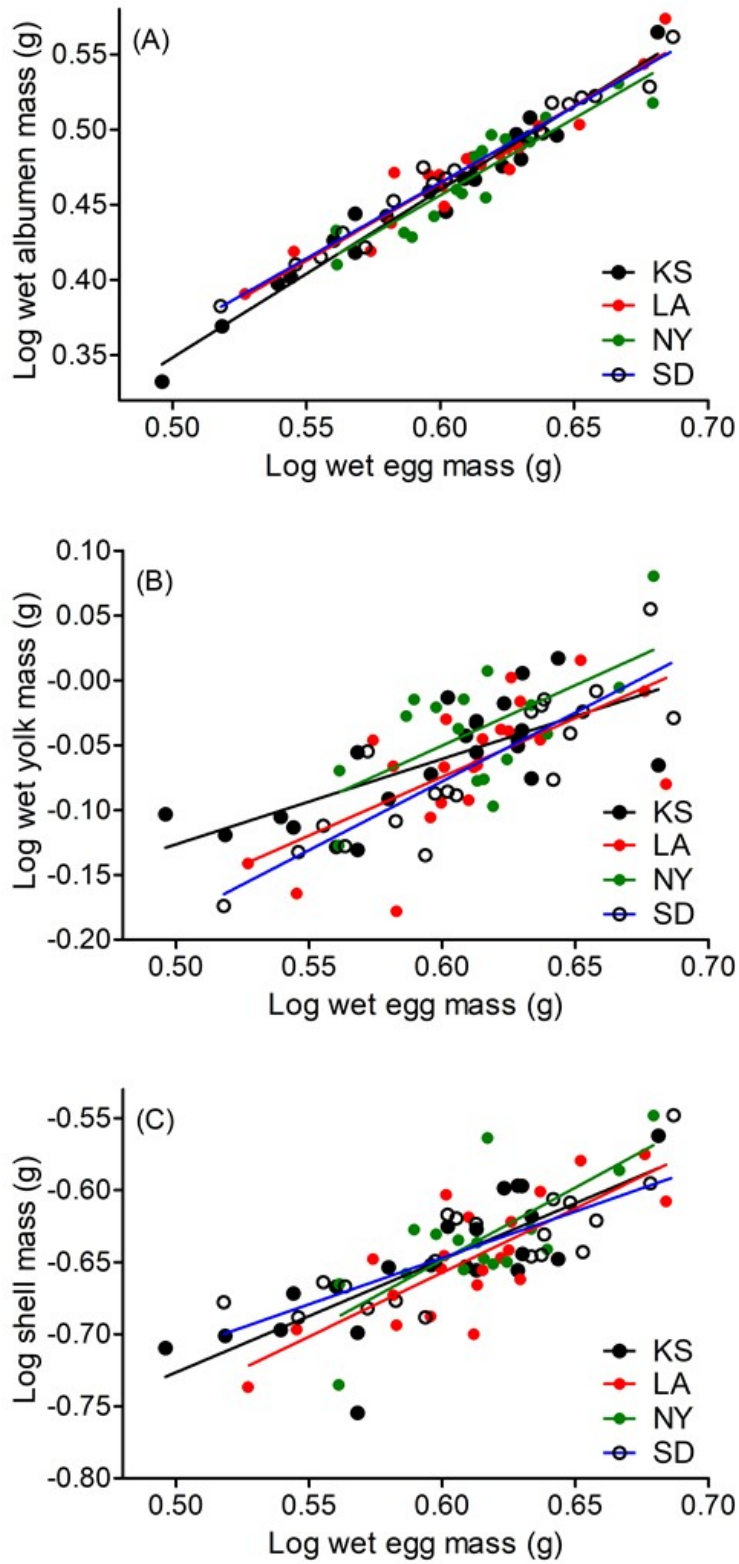 (A)
Log wet albumen mass (g)
0.55
0.50
0.45
0.40
0.35
KS
LA
NY
SD
0.50 0.55 0.60 0.65 0.70
Log wet egg mass (g)
(B)
Log wet yolk mass (g)
0.10
0.05
-0.00
-0.05
-0.10
-0.15
-0.20
KS
LA
NY
SD
0.50 0.55 0.60 0.65 0.70
Log wet egg mass (g)
(C)
Log shell mass (g)
-0.55
-0.60
-0.65
-0.70
-0.75
-0.80
KS
LA
NY
SD
0.50 0.55 0.60 0.65 0.70
Log wet egg mass (g)